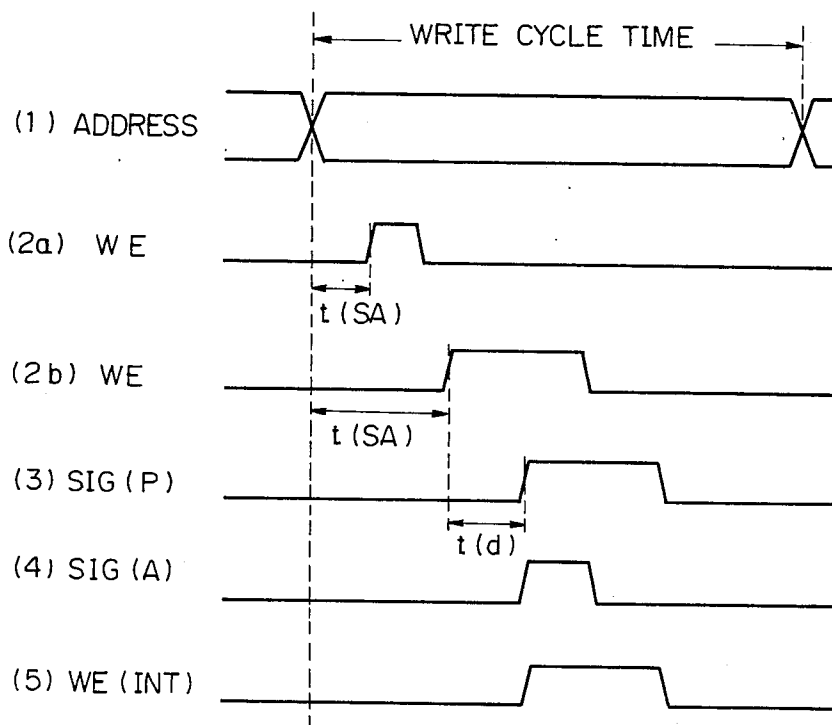 WRITE CYCLE TIME
(1) ADDRESS
(2a) WE
t (SA)
(2b) WE
t (SA)
(3) SIG (P)
t (d)
(4) SIG (A)
(5) WE (INT)